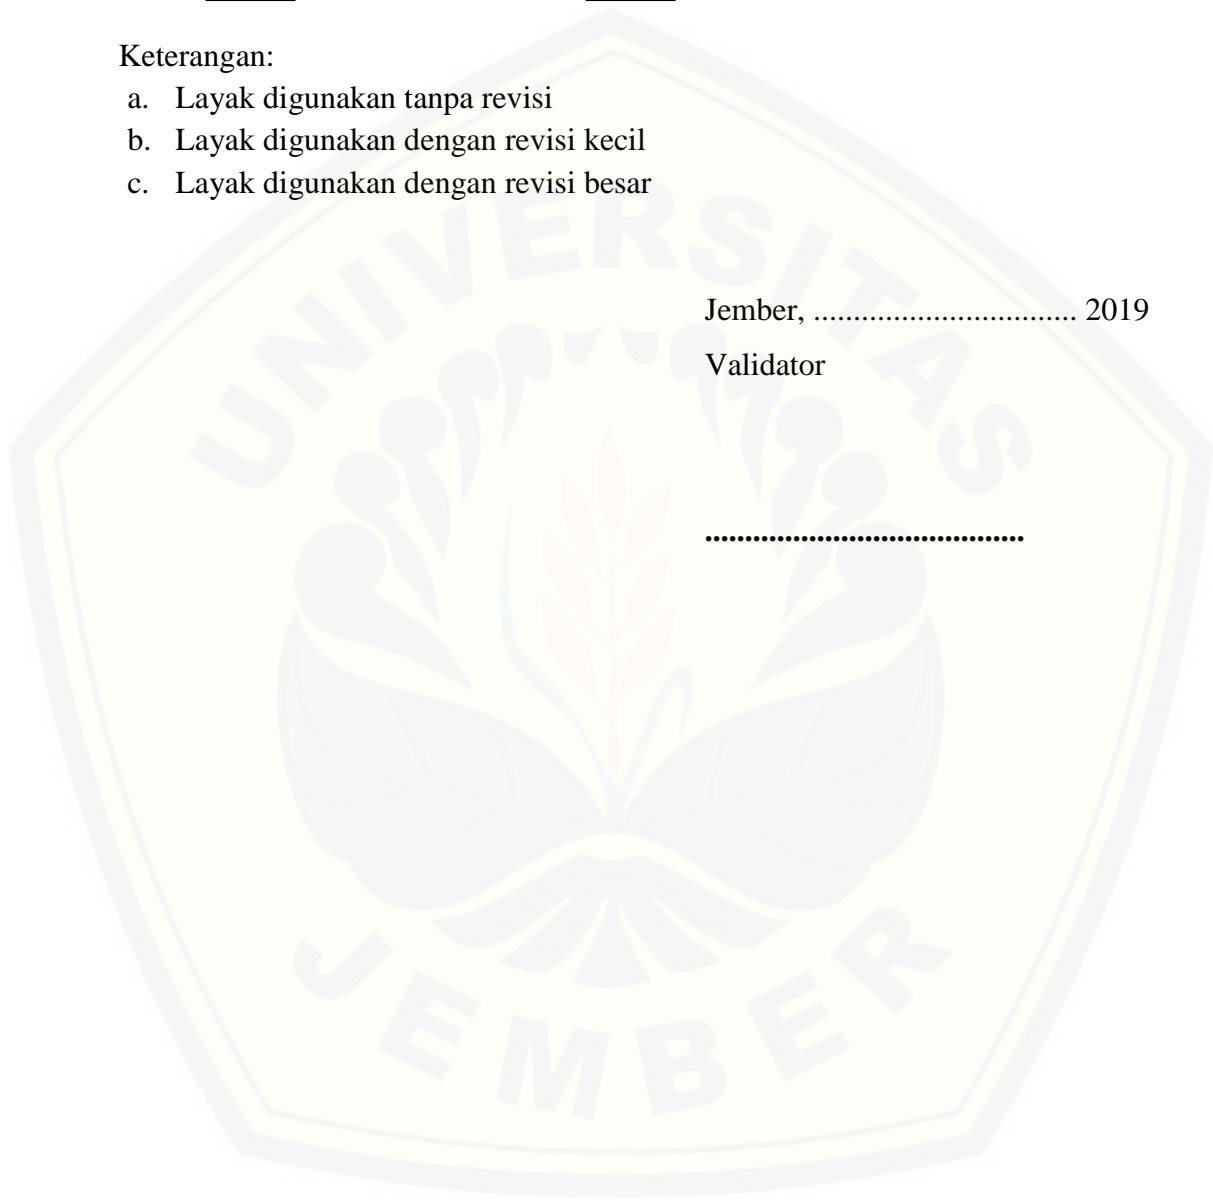 Keterangan:
a. Layak digunakan tanpa revisi
b. Layak digunakan dengan revisi kecil
c. Layak digunakan dengan revisi besar
Jember, ................................. 2019
Validator
........................................
UNIVERSITAS
JEMBER